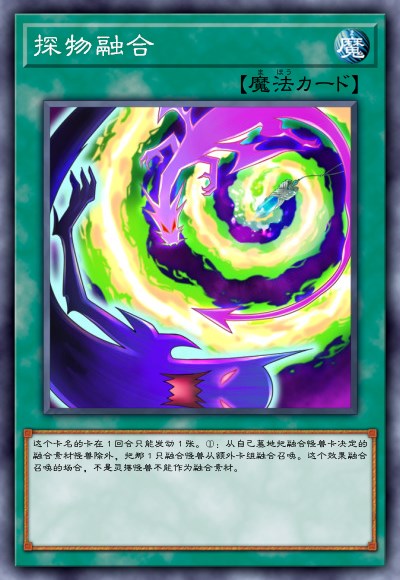 探物融合
魔
【魔法カード】
ま ほう
这个卡名的卡在1回合只能发动1张。①：从自己墓地把融合怪兽卡决定的
融合素材怪兽除外，把那1只融合怪兽从额外卡组融合召唤。这个效果融合
召唤的场合，不是灵摆怪兽不能作为融合素材。